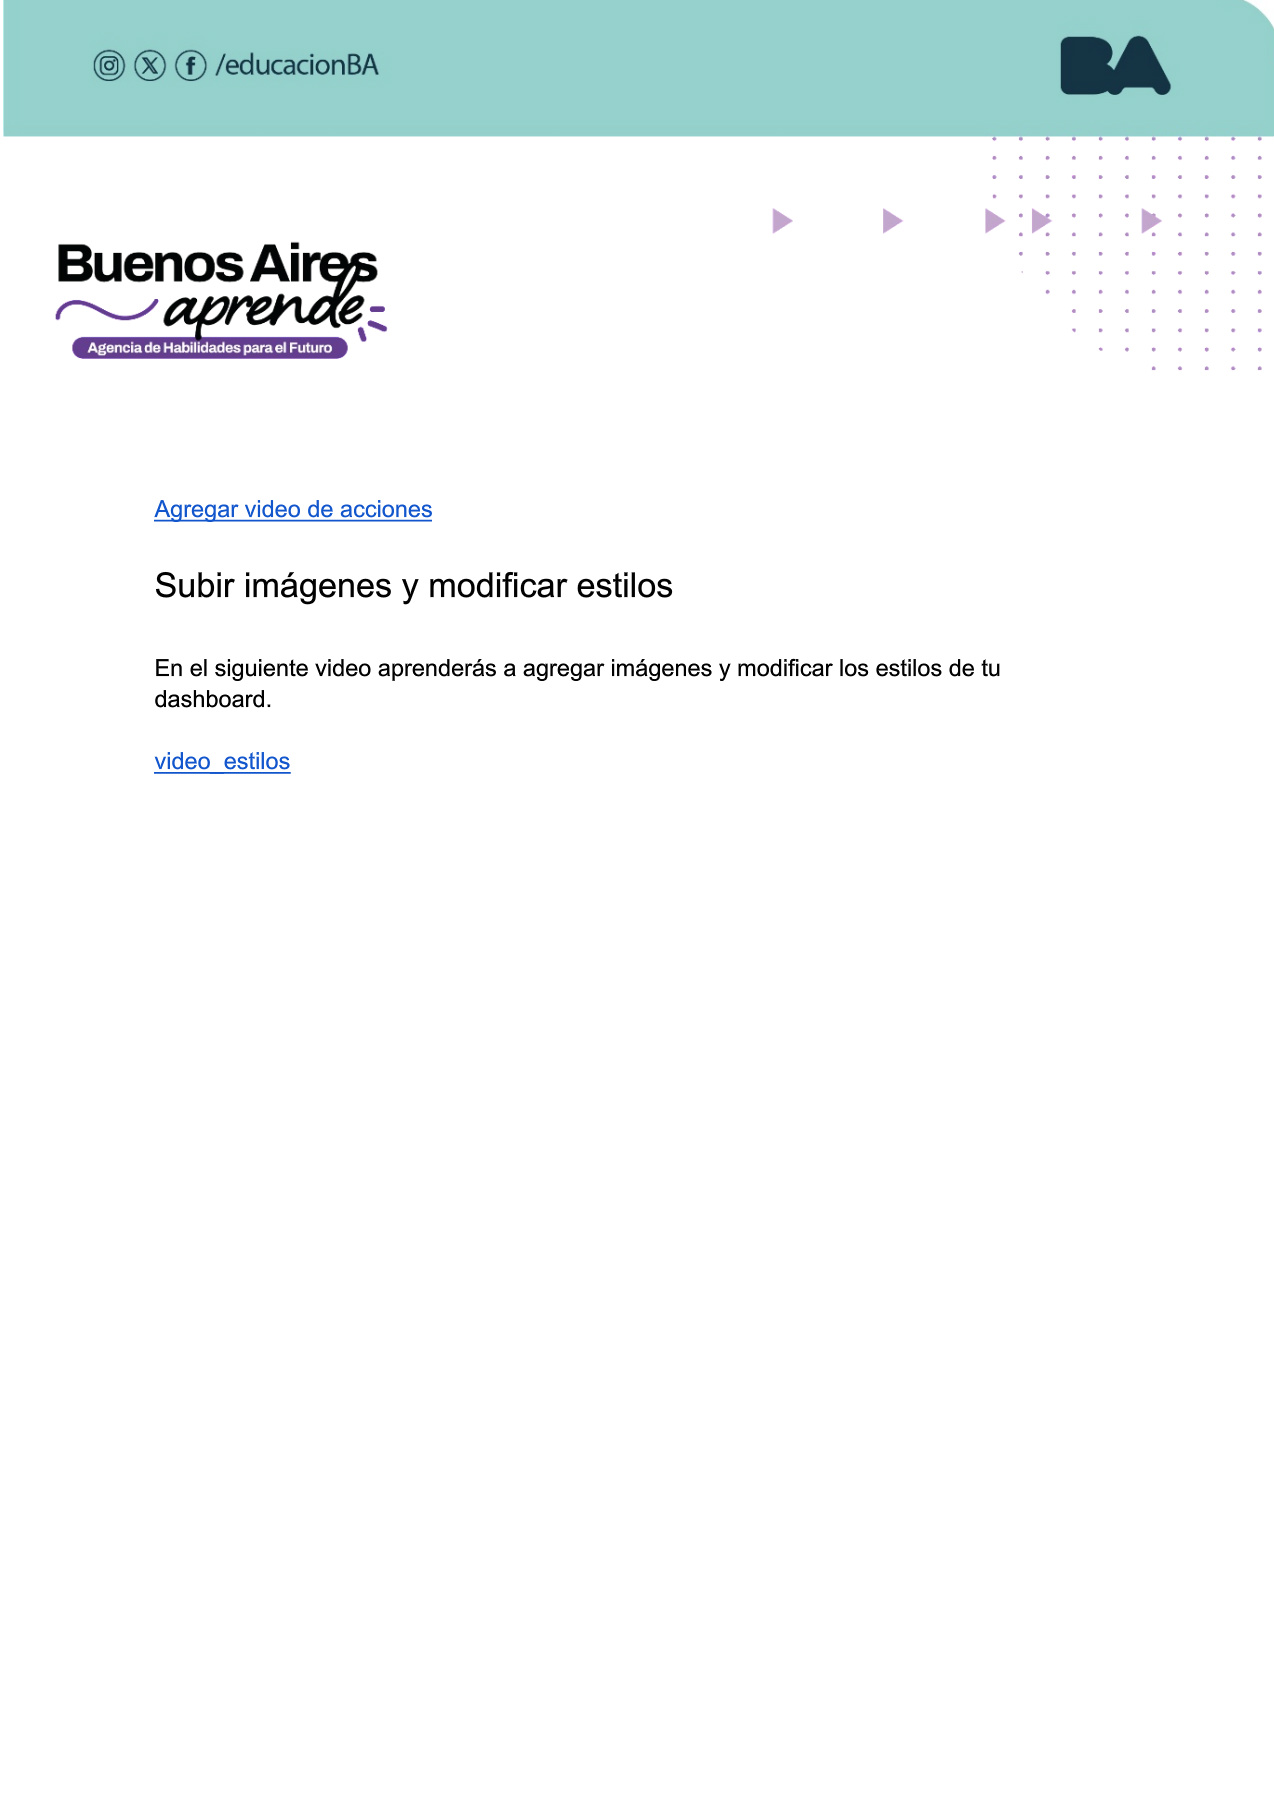 /educacionBA
BA
Buenos Aires
aprende
Agencia de Habilidades para el Futuro
Agregar video de acciones
Subir imágenes y modificar estilos
En el siguiente video aprenderás a agregar imágenes y modificar los estilos de tu
dashboard.
video_estilos